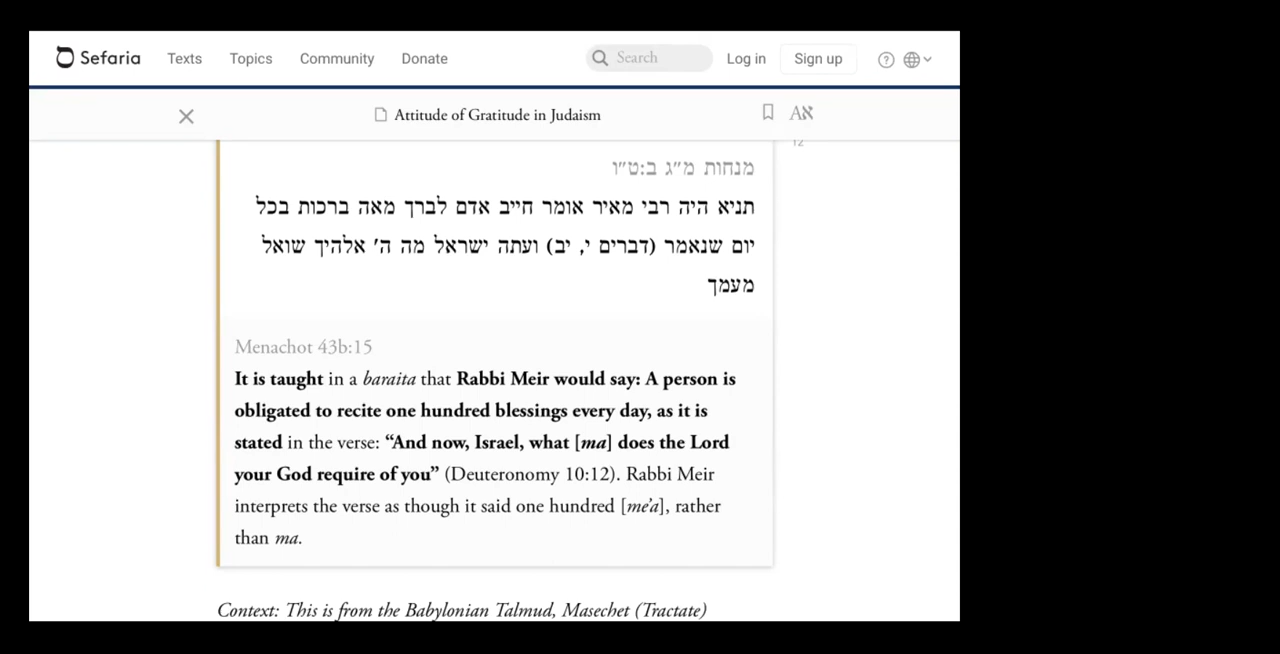 Sefaria Texts Topics Community Donate Search Log in Sign up
Attitude of Gratitude in Judaism Aא
12
מנחות מ״ג ב:ט״ו
תניא היה רבי מאיר אומר חייב אדם לברך מאה ברכות בכל
יום שנאמר (דברים י, יב) ועתה ישראל מה ה' אלהיך שואל
מעמך
Menachot 43b:15
It is taught in a baraita that Rabbi Meir would say: A person is
obligated to recite one hundred blessings every day, as it is
stated in the verse: “And now, Israel, what [ma] does the Lord
your God require of you” (Deuteronomy 10:12). Rabbi Meir
interprets the verse as though it said one hundred [me’a], rather
than ma.
Context: This is from the Babylonian Talmud, Masechet (Tractate)